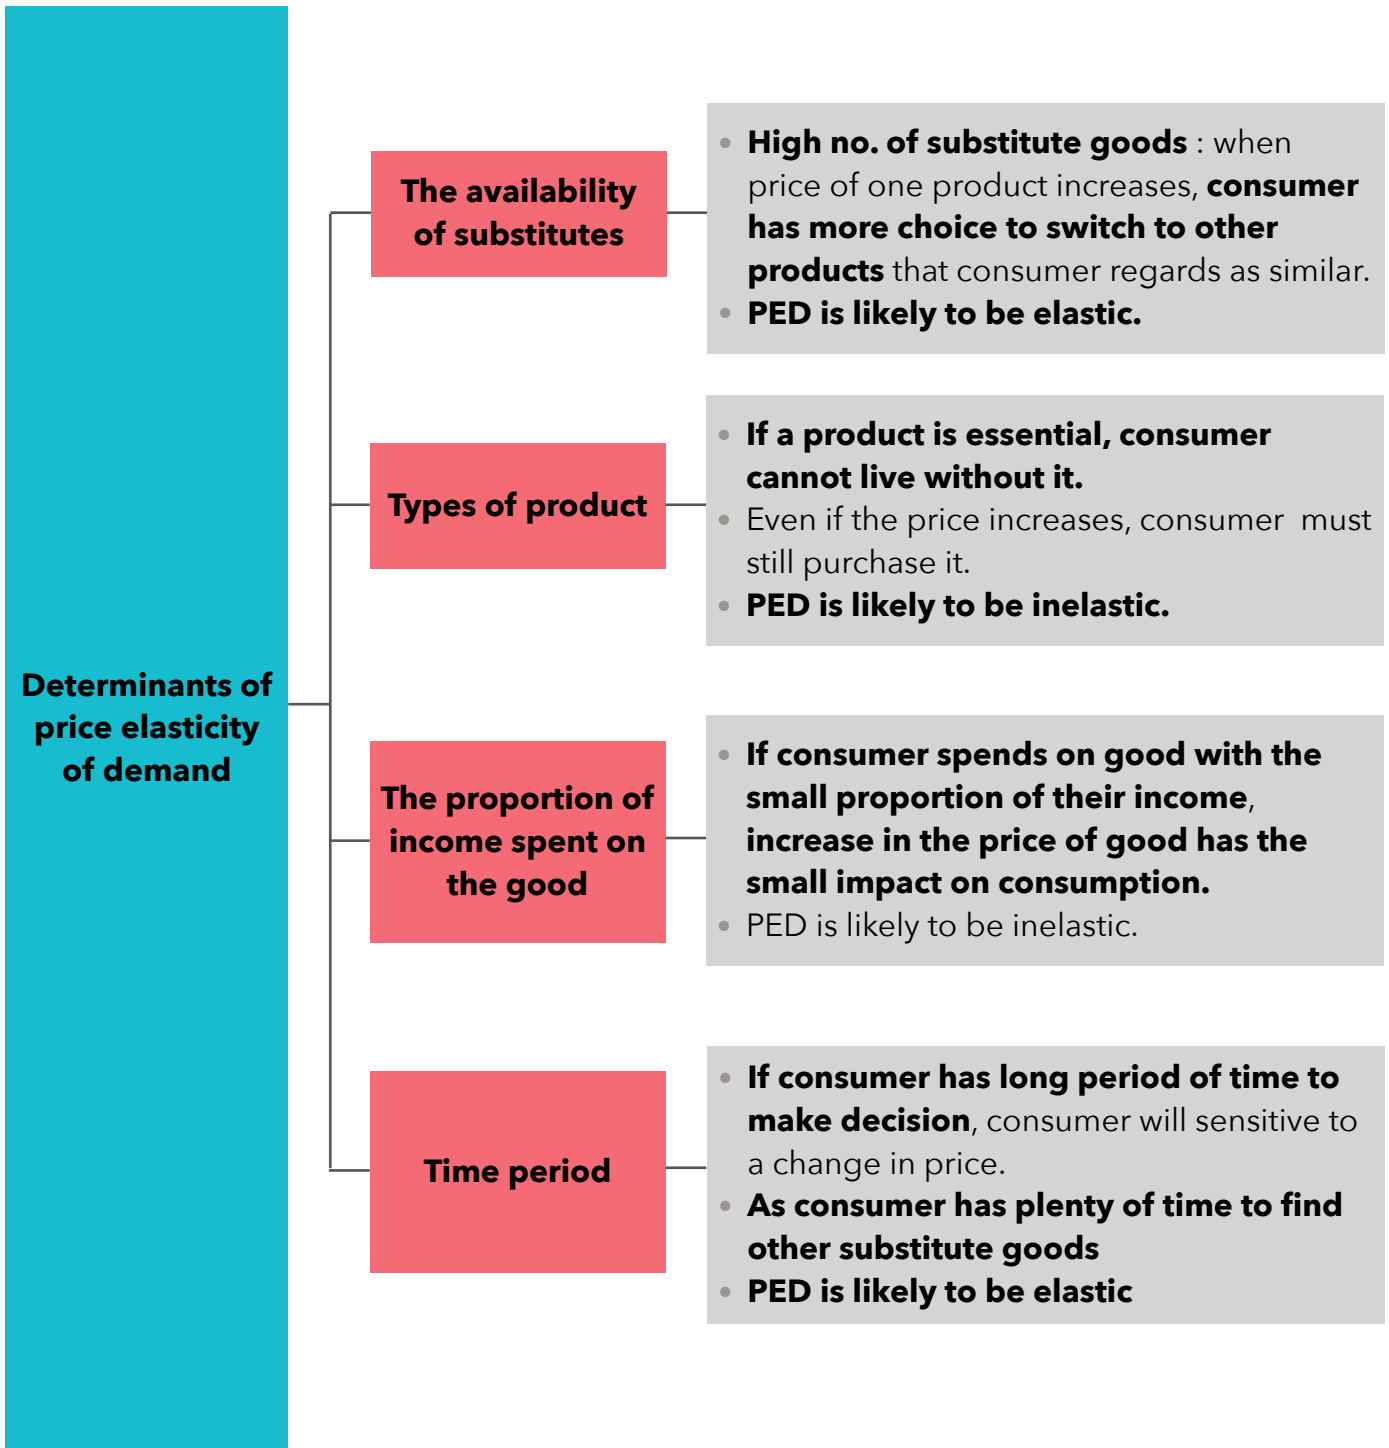 Determinants of
price elasticity
of demand
The availability
of substitutes
• High no. of substitute goods : when
price of one product increases, consumer
has more choice to switch to other
products that consumer regards as similar.
• PED is likely to be elastic.
Types of product
• If a product is essential, consumer
cannot live without it.
• Even if the price increases, consumer must
still purchase it.
• PED is likely to be inelastic.
The proportion of
income spent on
the good
• If consumer spends on good with the
small proportion of their income,
increase in the price of good has the
small impact on consumption.
• PED is likely to be inelastic.
Time period
• If consumer has long period of time to
make decision, consumer will sensitive to
a change in price.
• As consumer has plenty of time to find
other substitute goods
• PED is likely to be elastic